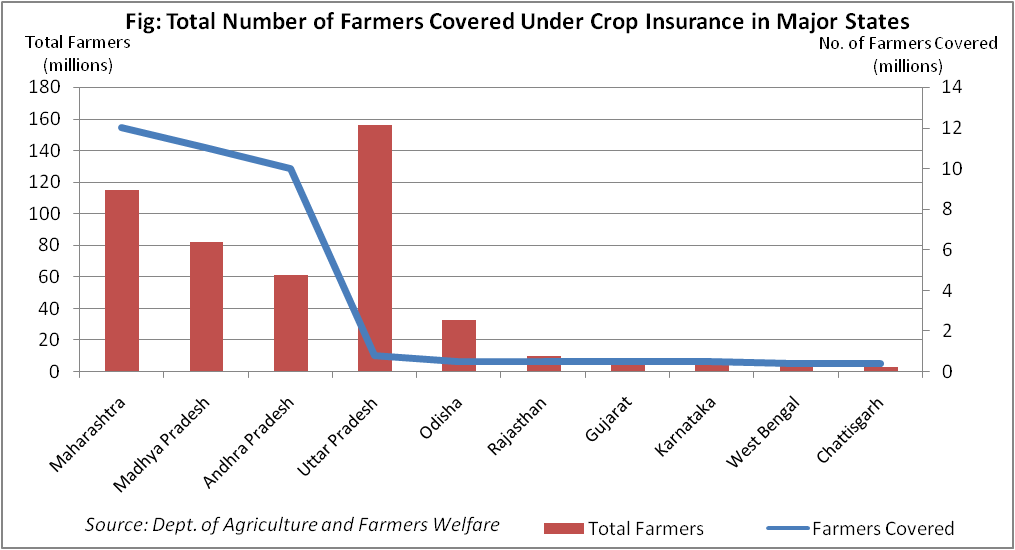 Fig: Total Number of Farmers Covered Under Crop Insurance in Major States
Total Farmers
(millions)
No. of Farmers Covered
(millions)
180
160
140
120
100
80
60
40
20
0
14
12
10
8
6
4
2
0
Maharashtra
Madhya Pradesh
Andhra Pradesh
Uttar Pradesh
Odisha
Rajasthan
Gujarat
Karnataka
West Bengal
Chattisgarh
Source: Dept. of Agriculture and Farmers Welfare
Total Farmers
Farmers Covered